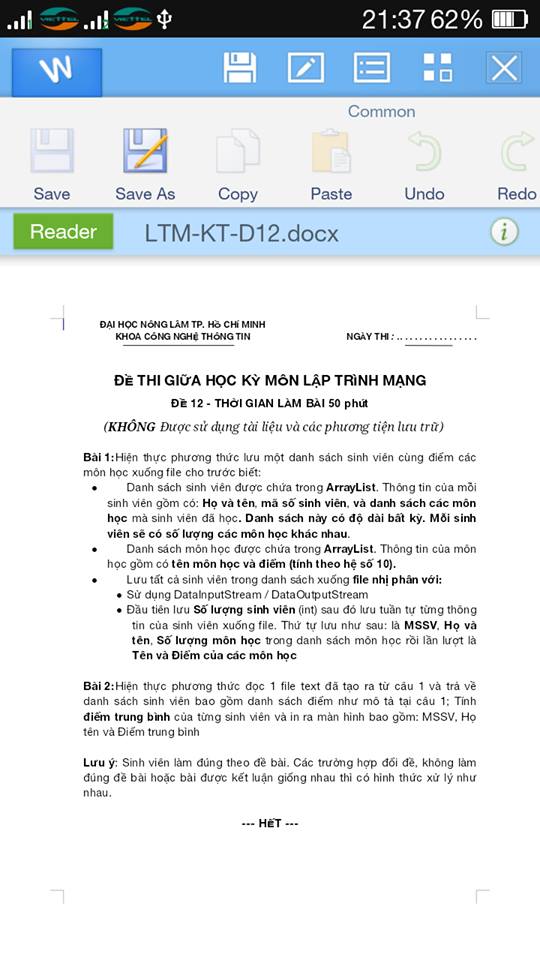 1 VIETTEL 2 VIETTEL 21:37 62%
W
Common
Save Save As Copy Paste Undo Redo
Reader LTM-KT-D12.docx i
ĐẠI HỌC NÔNG LÂM TP. HỒ CHÍ MINH
KHOA CÔNG NGHỆ THÔNG TIN NGÀY THI : ................
ĐỀ THI GIỮA HỌC KỲ MÔN LẬP TRÌNH MẠNG
ĐỀ 12 - THỜI GIAN LÀM BÀI 50 phút
(KHÔNG Được sử dụng tài liệu và các phương tiện lưu trữ)
Bài 1:Hiện thực phương thức lưu một danh sách sinh viên cùng điểm các
môn học xuống file cho trước biết:
● Danh sách sinh viên được chứa trong ArrayList. Thông tin của mỗi
sinh viên gồm có: Họ và tên, mã số sinh viên, và danh sách các môn
học mà sinh viên đã học. Danh sách này có độ dài bất kỳ. Mỗi sinh
viên sẽ có số lượng các môn học khác nhau.
● Danh sách môn học được chứa trong ArrayList. Thông tin của môn
học gồm có tên môn học và điểm (tính theo hệ số 10).
● Lưu tất cả sinh viên trong danh sách xuống file nhị phân với:
● Sử dụng DataInputStream / DataOutputStream
● Đầu tiên lưu Số lượng sinh viên (int) sau đó lưu tuần tự từng thông
tin của sinh viên xuống file. Thứ tự lưu như sau: là MSSV, Họ và
tên, Số lượng môn học trong danh sách môn học rồi lần lượt là
Tên và Điểm của các môn học
Bài 2:Hiện thực phương thức đọc 1 file text đã tạo ra từ câu 1 và trả về
danh sách sinh viên bao gồm danh sách điểm như mô tả tại câu 1; Tính
điểm trung bình của từng sinh viên và in ra màn hình bao gồm: MSSV, Họ
tên và Điểm trung bình
Lưu ý: Sinh viên làm đúng theo đề bài. Các trường hợp đổi đề, không làm
đúng đề bài hoặc bài được kết luận giống nhau thì có hình thức xử lý như
nhau.
--- HẾT ---